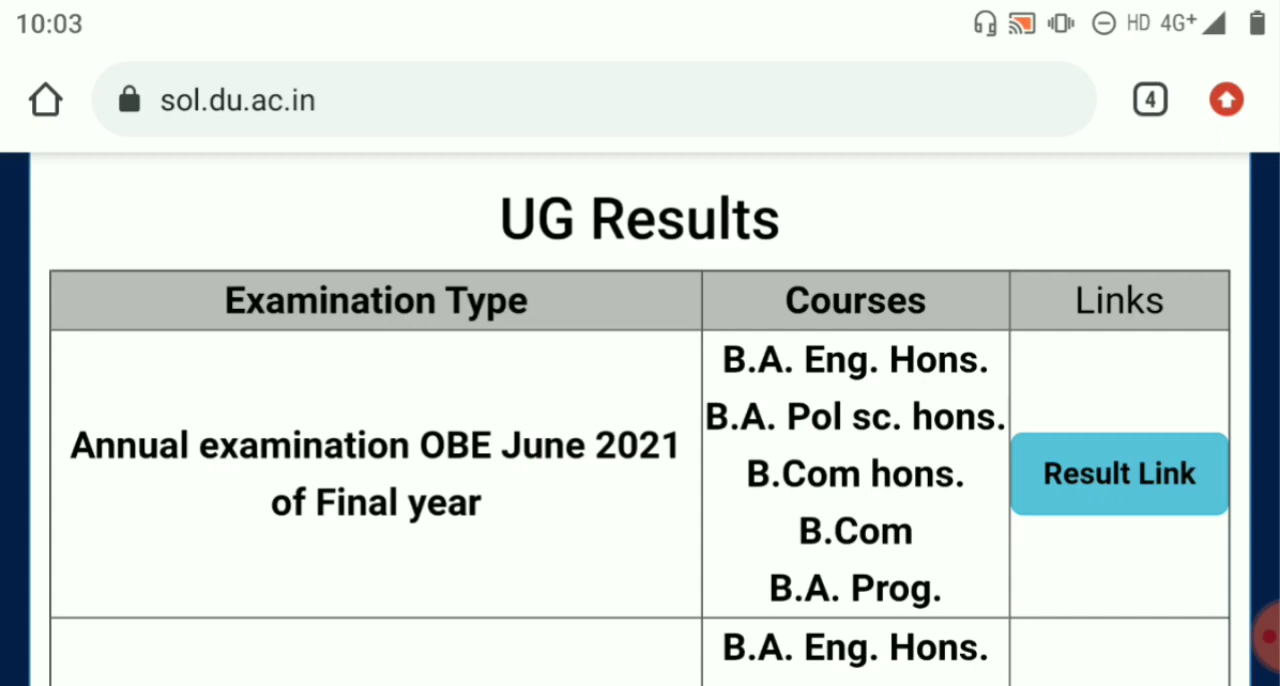 10:03
HD 4G+
sol.du.ac.in
4
UG Results
Examination Type
Courses
Links
Annual examination OBE June 2021
of Final year
B.A. Eng. Hons.
B.A. Pol sc. hons.
B.Com hons.
B.Com
B.A. Prog.
Result Link
B.A. Eng. Hons.